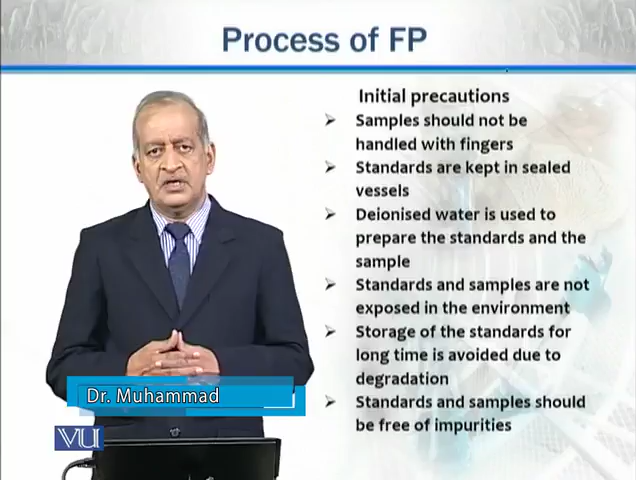 Process of FP
Initial precautions
➢ Samples should not be
handled with fingers
➢ Standards are kept in sealed
vessels
➢ Deionised water is used to
prepare the standards and the
sample
➢ Standards and samples are not
exposed in the environment
➢ Storage of the standards for
long time is avoided due to
degradation
➢ Standards and samples should
be free of impurities
Dr. Muhammad
VU